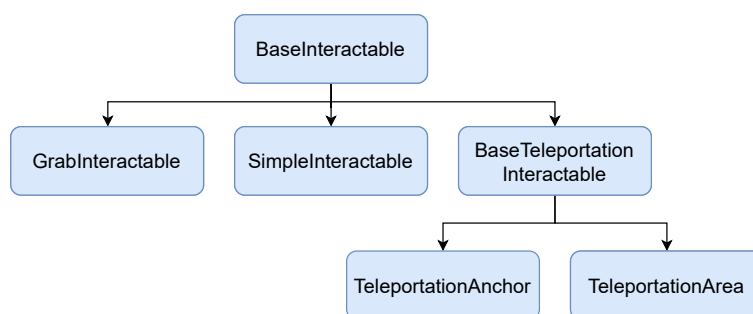 BaseInteractable
GrabInteractable
SimpleInteractable
BaseTeleportation
Interactable
TeleportationAnchor
TeleportationArea